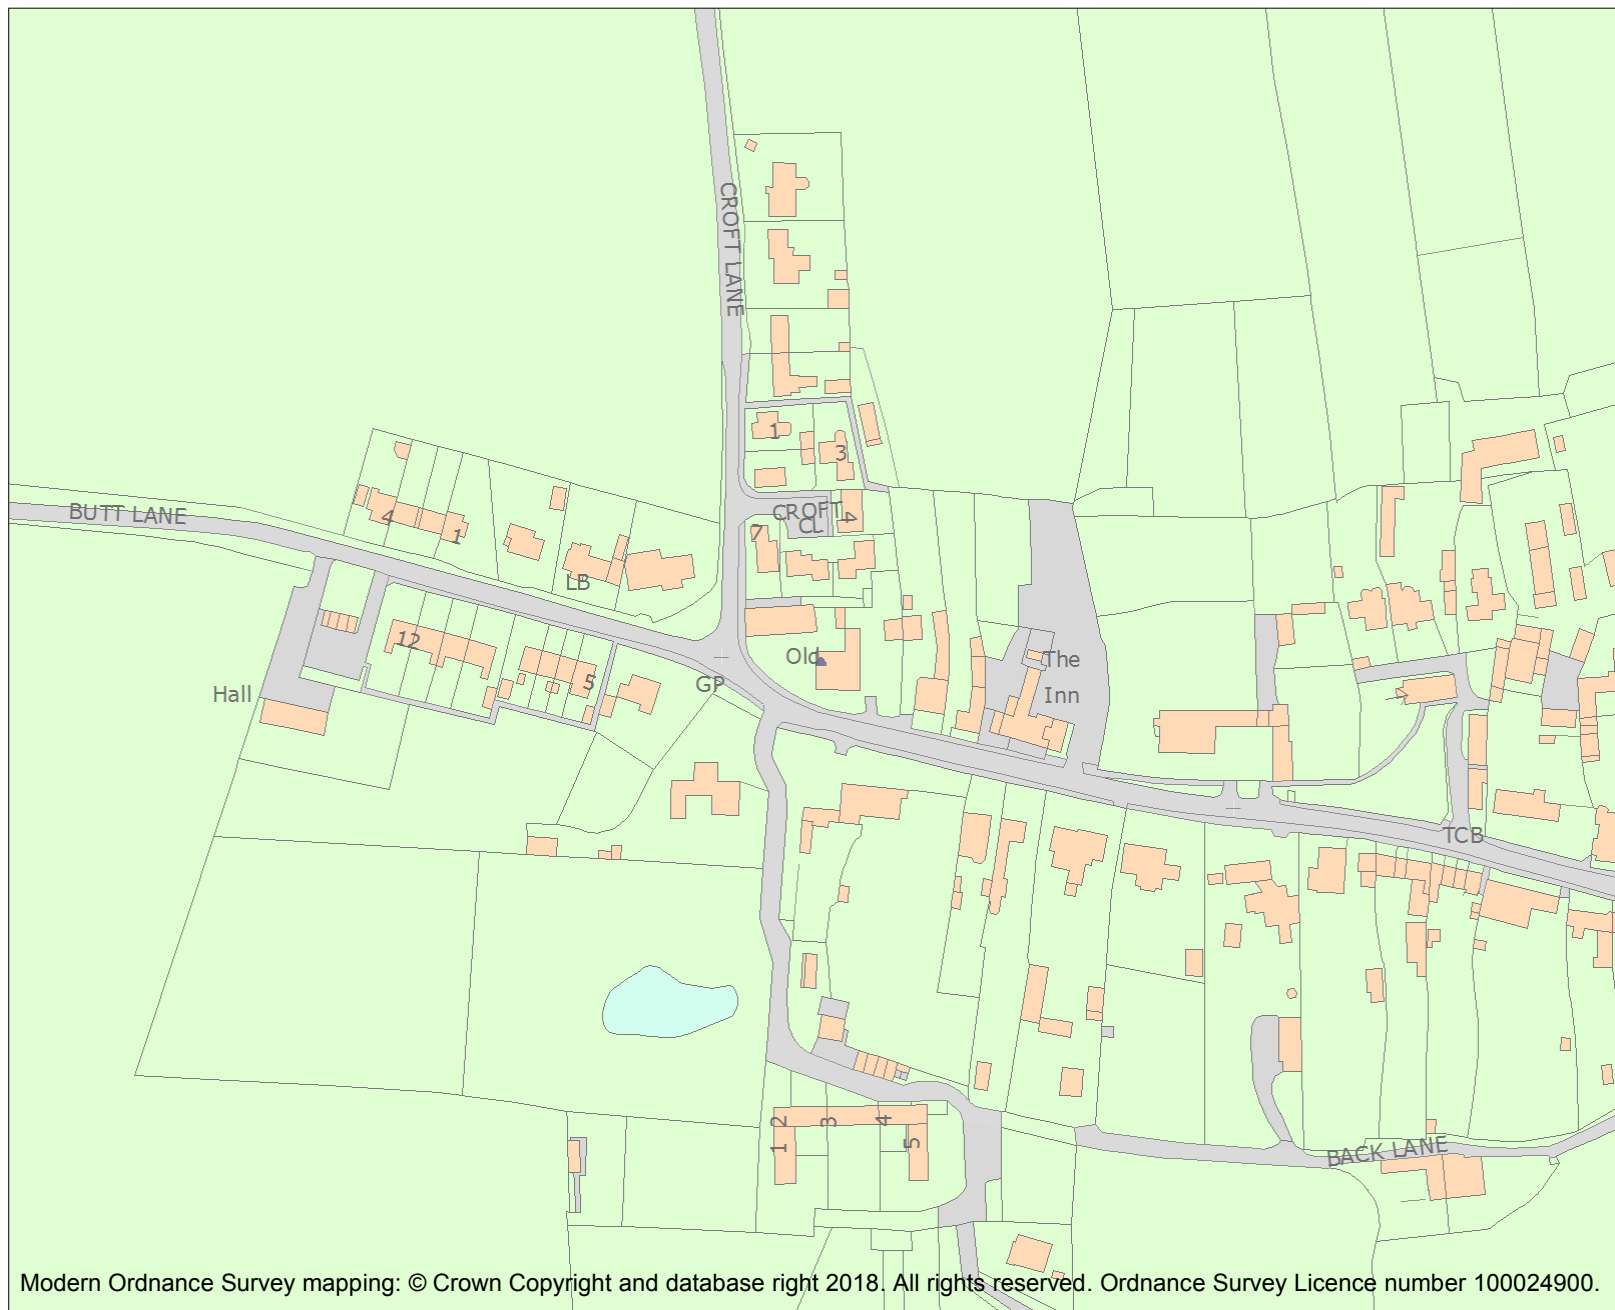 CROFT LANE
1
3
BUTT LANE
4
1
CROFT
CL
4
7
LB
12
5
Old
The
Inn
GP
Hall
7
TCB
2
3
4
1
5
BACK LANE
Modern Ordnance Survey mapping: © Crown Copyright and database right 2018. All rights reserved. Ordnance Survey Licence number 100024900.